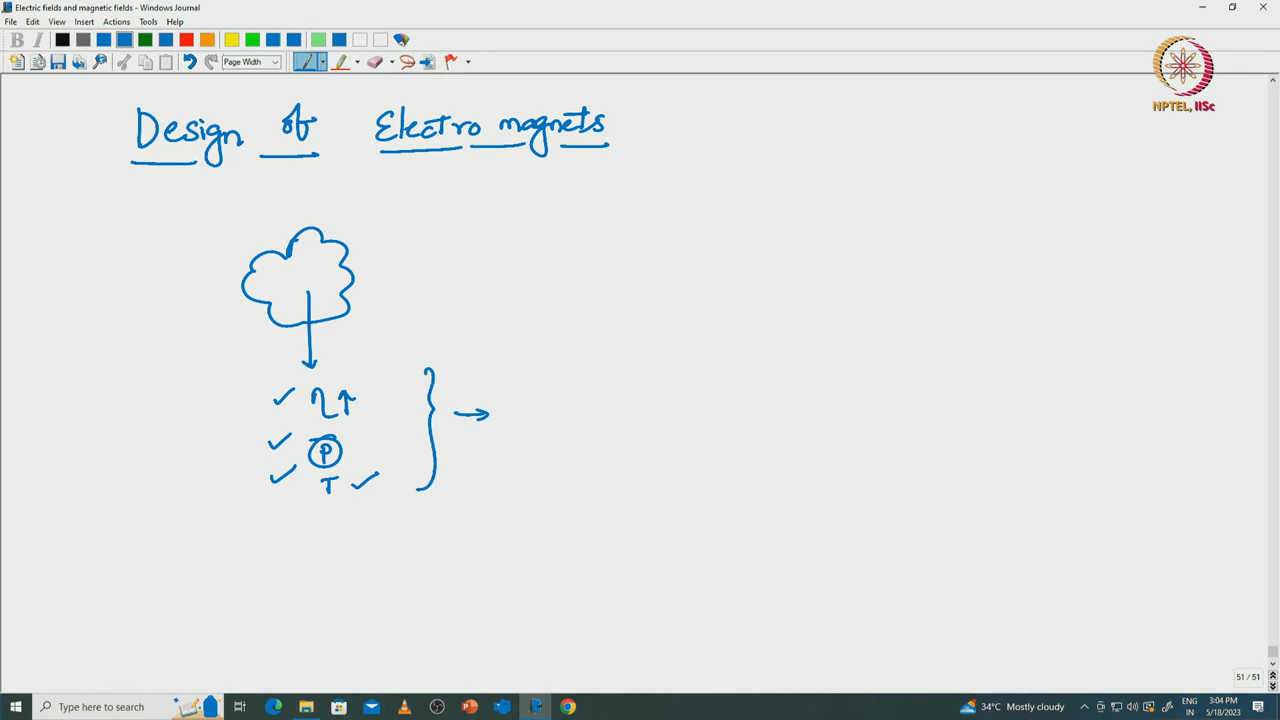 Electric fields and magnetic fields - Windows Journal
File Edit View Insert Actions Tools Help
B I
Page Width
NPTEL, IISc
Design of Electro magnets
✓ η↑
✓ P
✓ T ✓
51 / 51
Type here to search
34°C Mostly cloudy
ENG
IN
3:04 PM
5/18/2023